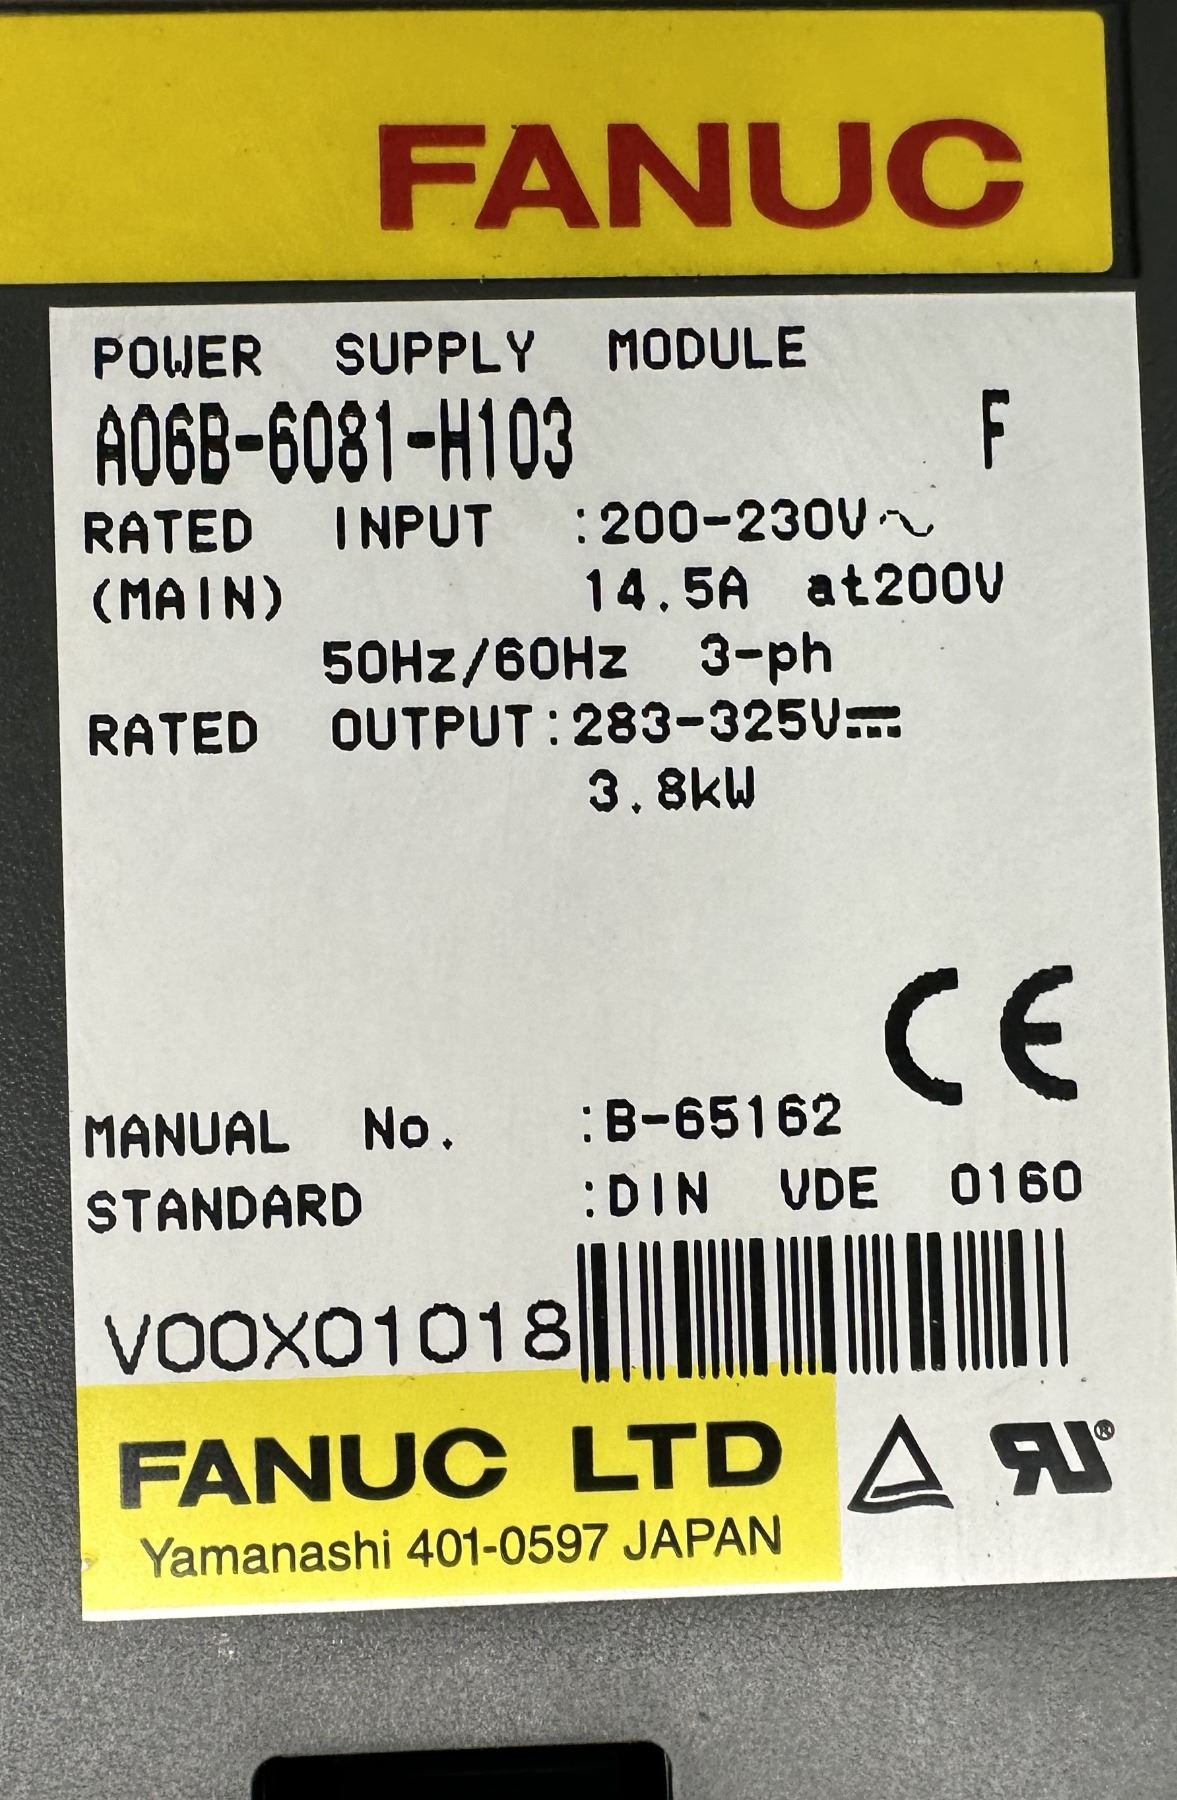 FANUC
POWER SUPPLY MODULE
A06B-6081-H103 F
RATED INPUT :200-230V∿
(MAIN) 14.5A at200V
50Hz/60Hz 3-ph
RATED OUTPUT:283-325V⎓
3.8kW
CE
MANUAL No. :B-65162
STANDARD :DIN VDE 0160
V00X01018
FANUC LTD
Yamanashi 401-0597 JAPAN
RU®